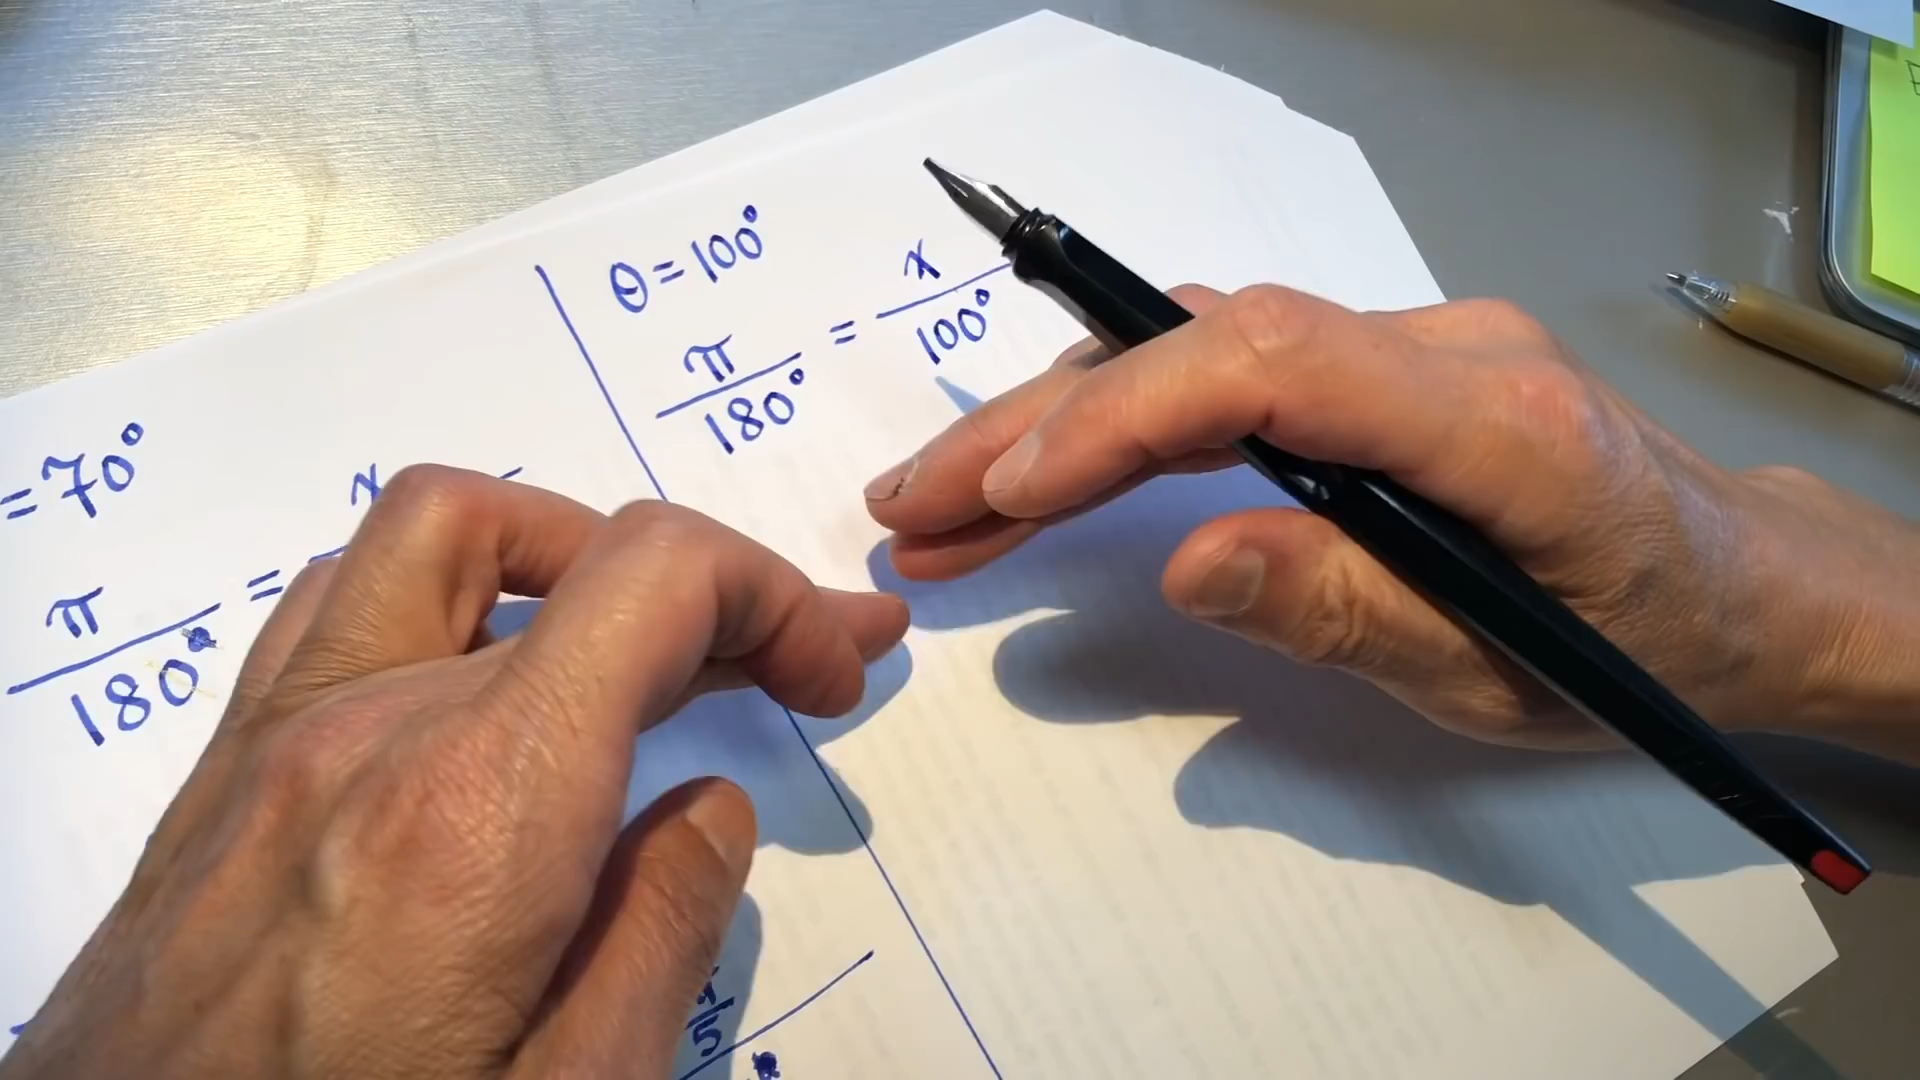 = 70°
π/180° = x
θ = 100°
π/180° = x/100°